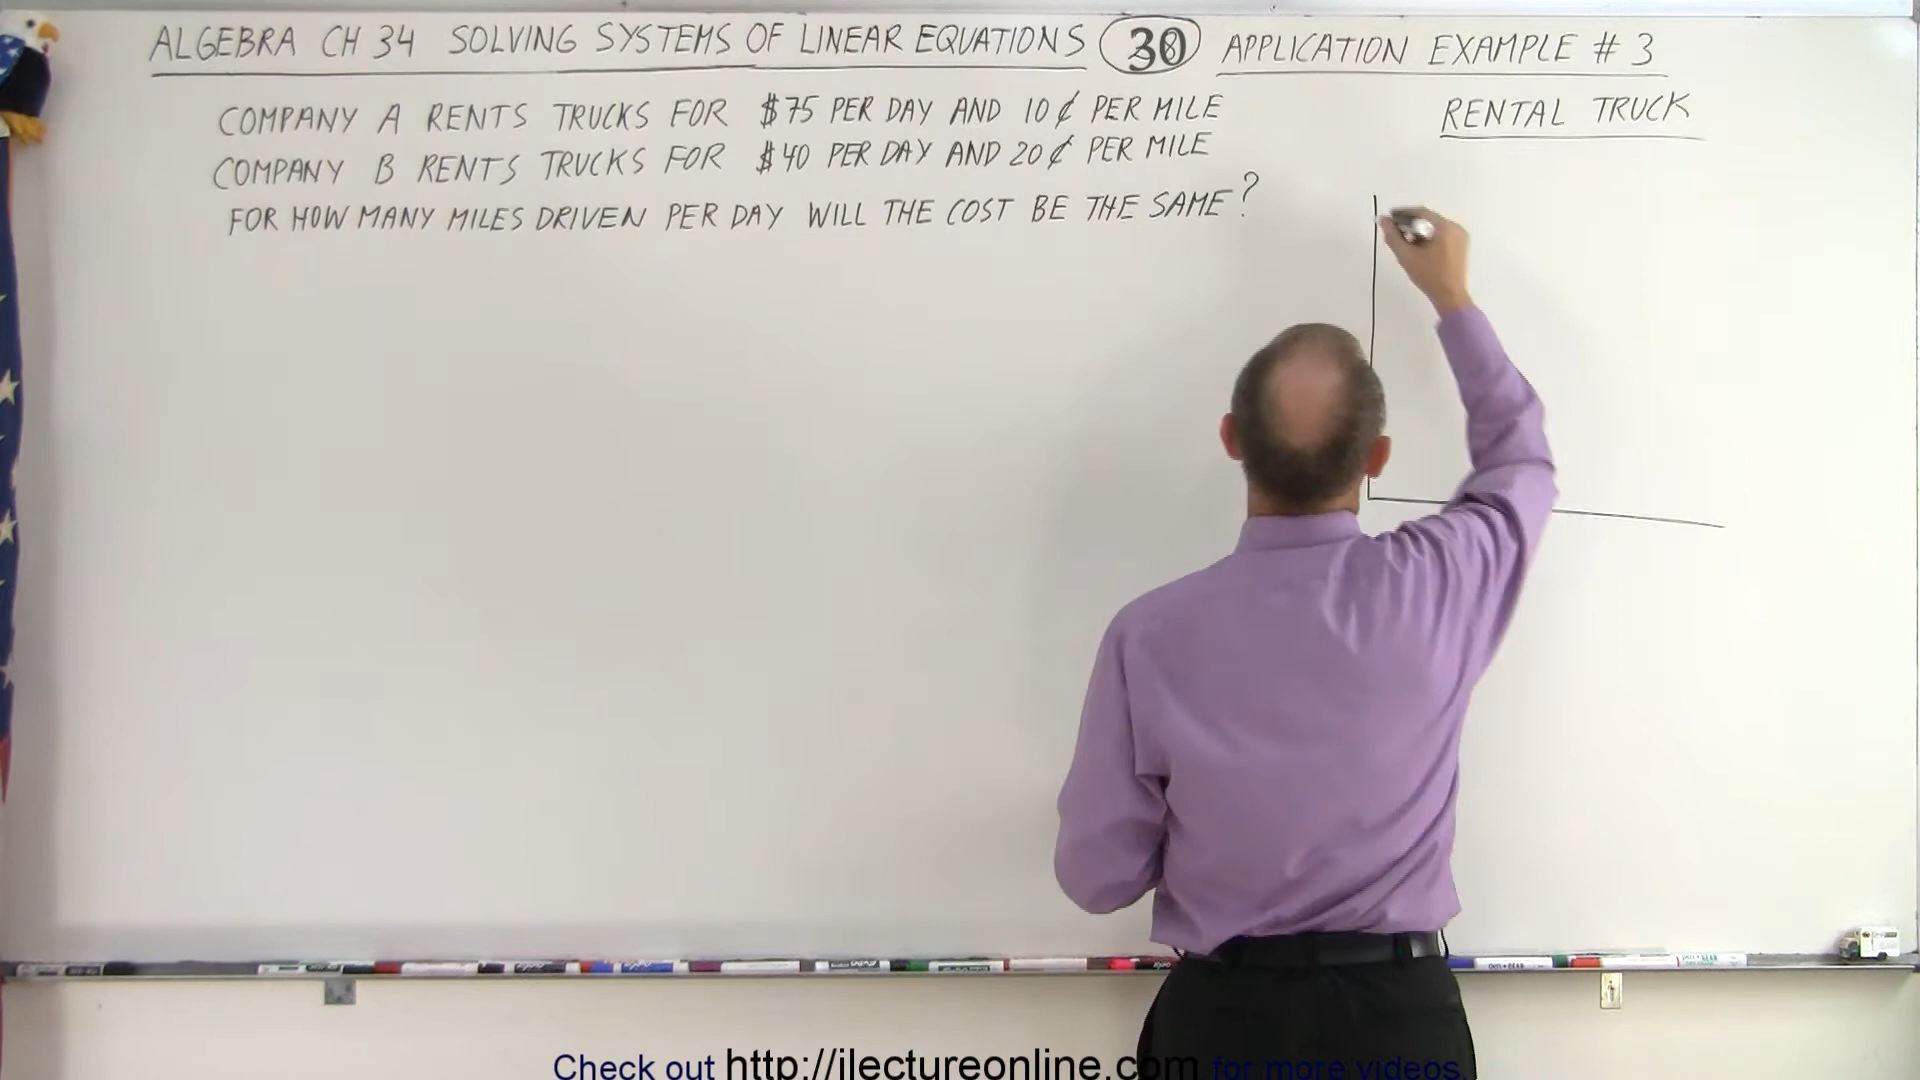 ALGEBRA CH 34 SOLVING SYSTEMS OF LINEAR EQUATIONS 30 APPLICATION EXAMPLE # 3
COMPANY A RENTS TRUCKS FOR $75 PER DAY AND 10¢ PER MILE
RENTAL TRUCK
COMPANY B RENTS TRUCKS FOR $40 PER DAY AND 20¢ PER MILE
FOR HOW MANY MILES DRIVEN PER DAY WILL THE COST BE THE SAME?
Check out http://ilectureonline.com for more videos.